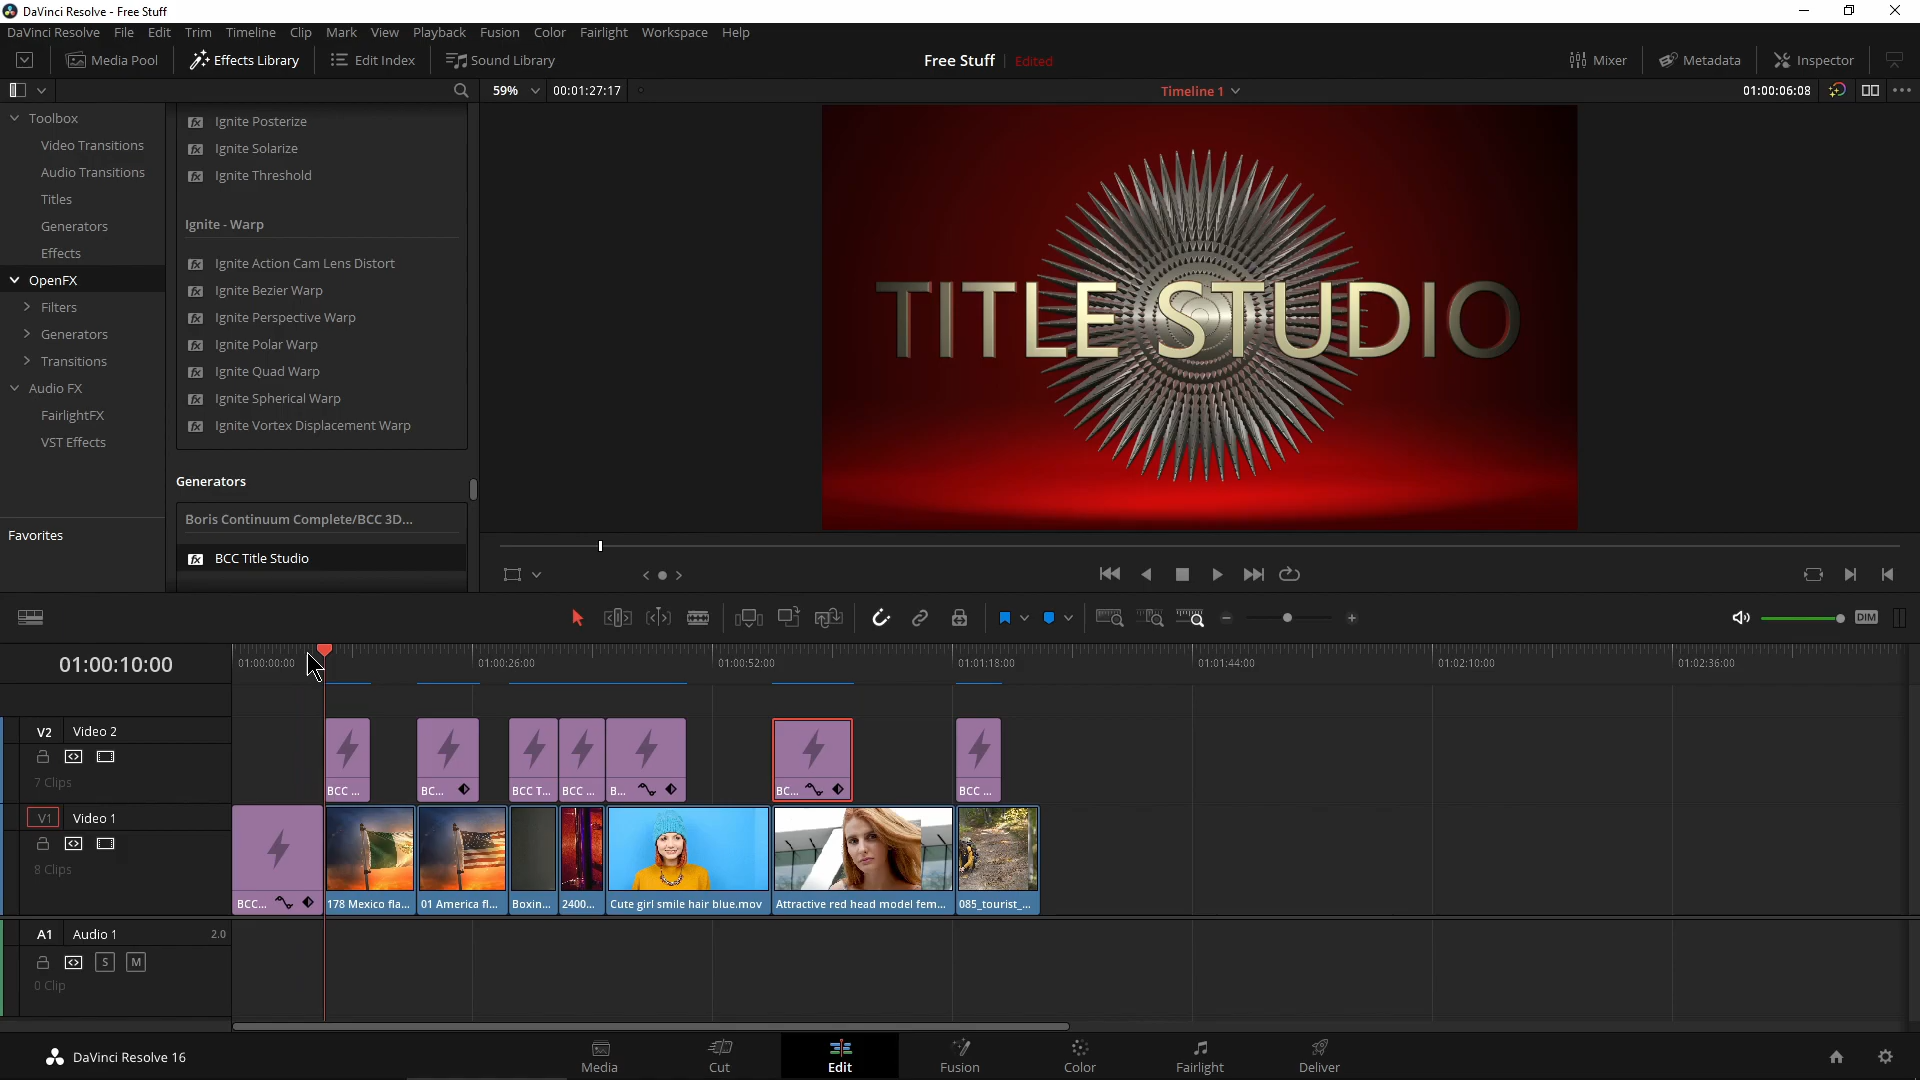 DaVinci Resolve - Free Stuff
DaVinci Resolve File Edit Trim Timeline Clip Mark View Playback Fusion Color Fairlight Workspace Help
Media Pool Effects Library Edit Index Sound Library Free Stuff Edited Mixer Metadata Inspector
59% 00:01:27:17 Timeline 1 01:00:06:08
Toolbox
Video Transitions
Audio Transitions
Titles
Generators
Effects
OpenFX
Filters
Generators
Transitions
Audio FX
FairlightFX
VST Effects
Favorites
Ignite Posterize
Ignite Solarize
Ignite Threshold
Ignite - Warp
Ignite Action Cam Lens Distort
Ignite Bezier Warp
Ignite Perspective Warp
Ignite Polar Warp
Ignite Quad Warp
Ignite Spherical Warp
Ignite Vortex Displacement Warp
Generators
Boris Continuum Complete/BCC 3D...
BCC Title Studio
TITLE STUDIO
DIM
01:00:10:00
01:00:00:00 01:00:26:00 01:00:52:00 01:01:18:00 01:01:44:00 01:02:10:00 01:02:36:00
V2 Video 2
7 Clips
BCC ... BC... BCC T... BCC ... B... BC... BCC ...
V1 Video 1
8 Clips
BCC... 178 Mexico fla... 01 America fl... Boxin... 2400... Cute girl smile hair blue.mov Attractive red head model fem... 085_tourist_...
A1 Audio 1 2.0
S M
0 Clip
DaVinci Resolve 16
Media Cut Edit Fusion Color Fairlight Deliver